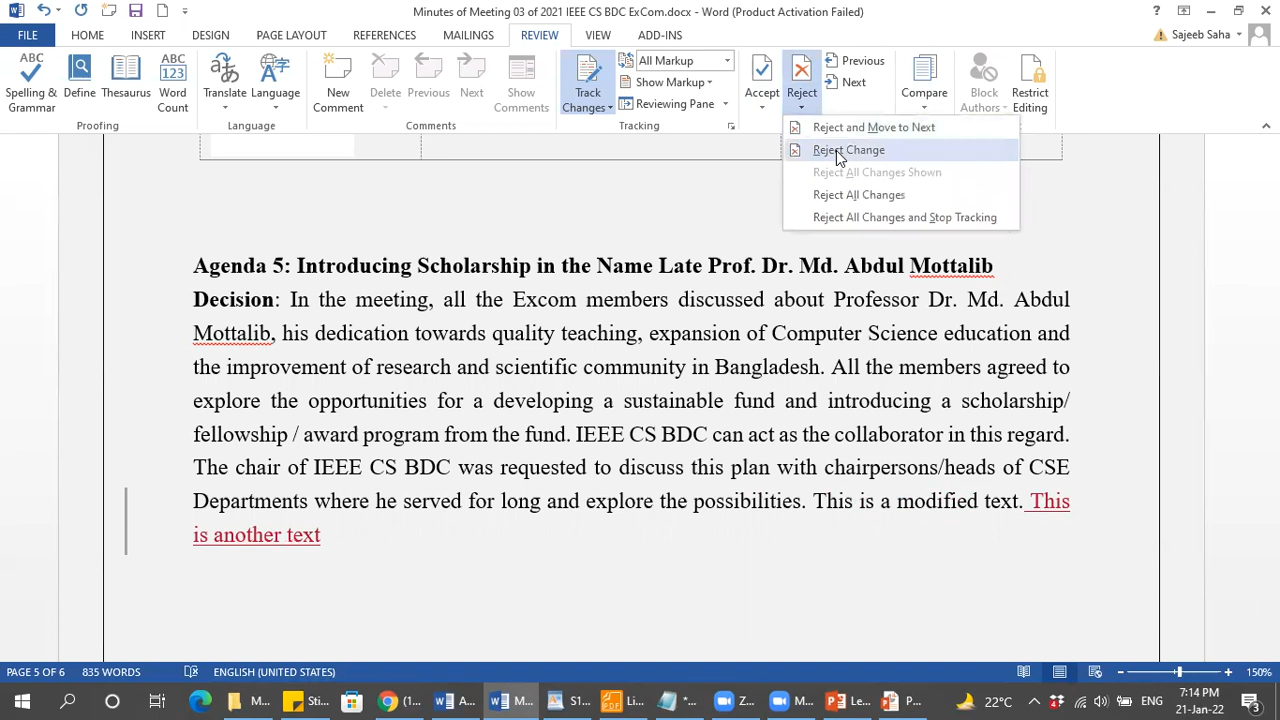 Minutes of Meeting 03 of 2021 IEEE CS BDC ExCom.docx - Word (Product Activation Failed)
FILE HOME INSERT DESIGN PAGE LAYOUT REFERENCES MAILINGS REVIEW VIEW ADD-INS Sajeeb Saha
Spelling & Grammar
Define
Thesaurus
Word Count
Proofing
Translate
Language
Language
New Comment
Delete
Previous
Next
Show Comments
Comments
Track Changes
All Markup
Show Markup
Reviewing Pane
Tracking
Accept
Reject
Previous
Next
Compare
Block Authors
Restrict Editing
Reject and Move to Next
Reject Change
Reject All Changes Shown
Reject All Changes
Reject All Changes and Stop Tracking
Agenda 5: Introducing Scholarship in the Name Late Prof. Dr. Md. Abdul Mottalib
Decision: In the meeting, all the Excom members discussed about Professor Dr. Md. Abdul
Mottalib, his dedication towards quality teaching, expansion of Computer Science education and
the improvement of research and scientific community in Bangladesh. All the members agreed to
explore the opportunities for a developing a sustainable fund and introducing a scholarship/
fellowship / award program from the fund. IEEE CS BDC can act as the collaborator in this regard.
The chair of IEEE CS BDC was requested to discuss this plan with chairpersons/heads of CSE
Departments where he served for long and explore the possibilities. This is a modified text. This
is another text
PAGE 5 OF 6 835 WORDS ENGLISH (UNITED STATES) 150%
M... Sti... (1... A... M... S1... Li... *... Z... M... Le... P... 22°C ENG
7:14 PM
21-Jan-22
3